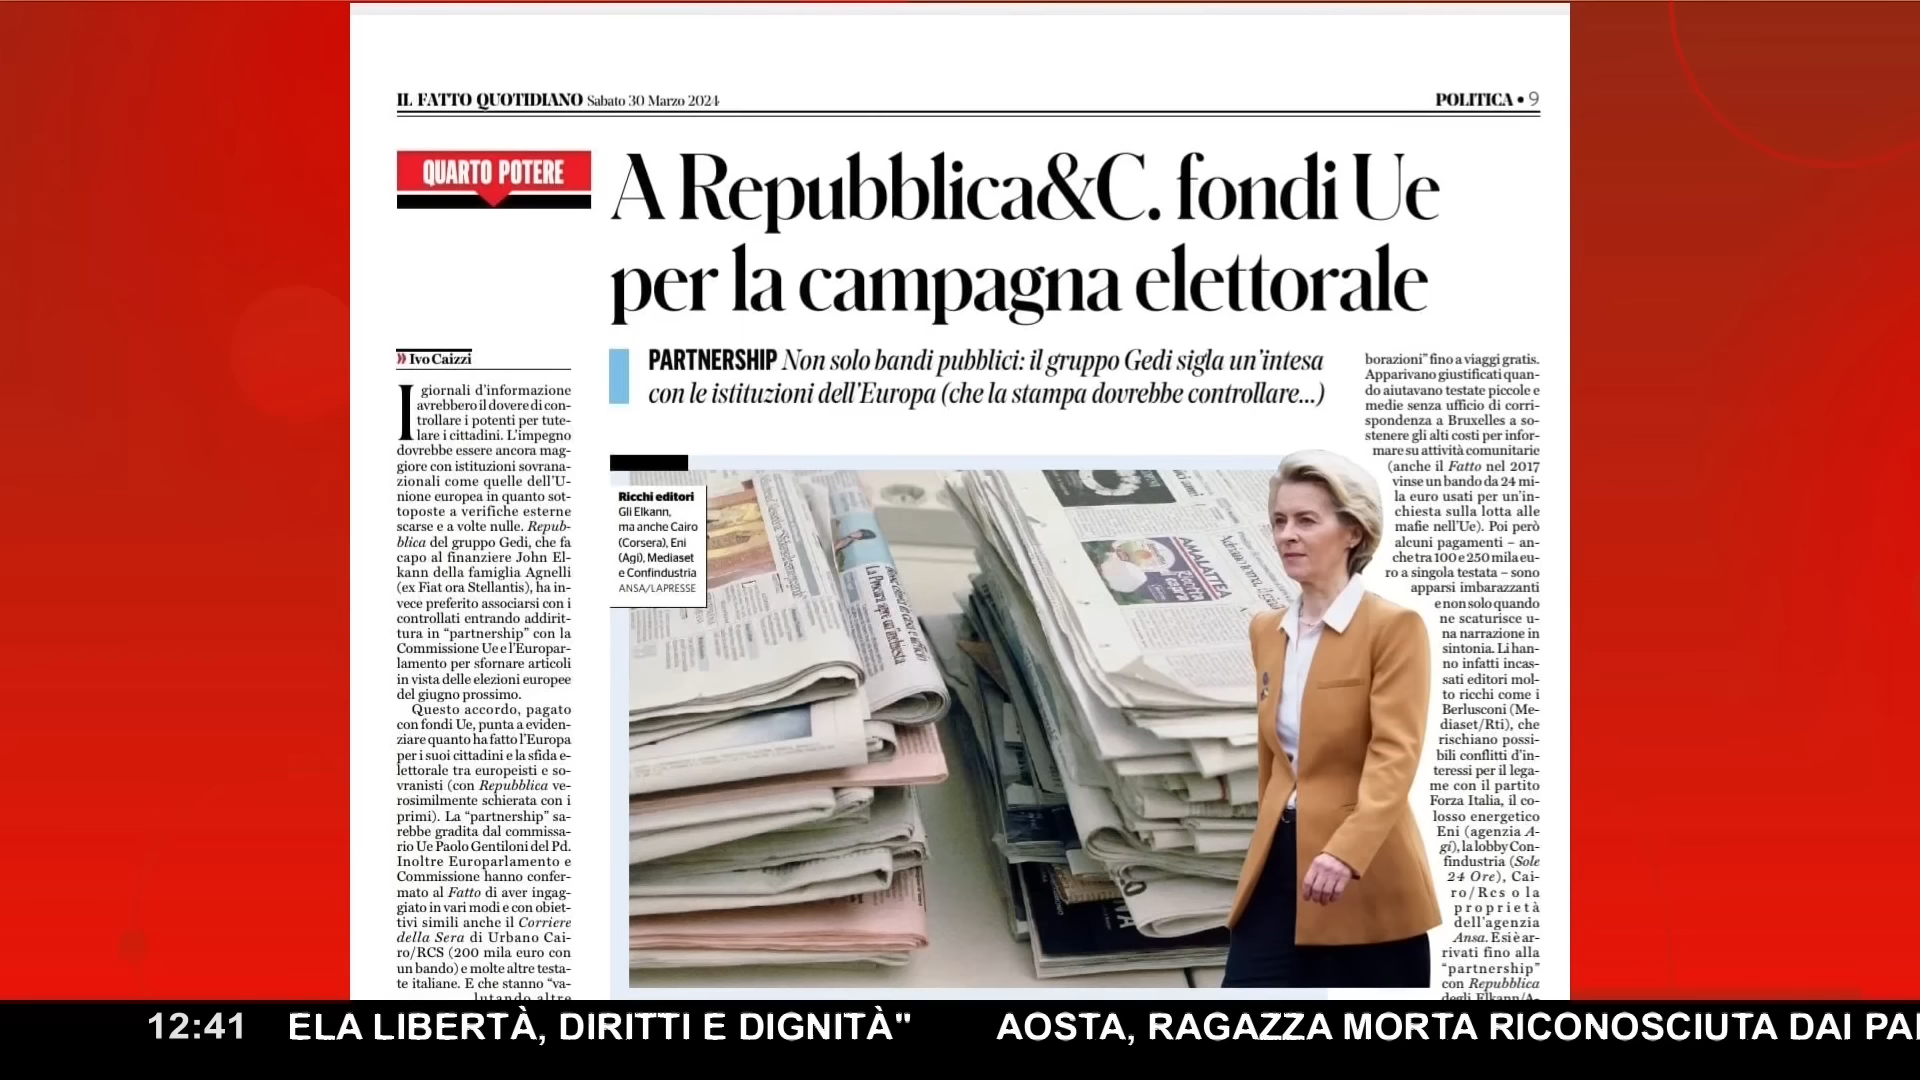 IL FATTO QUOTIDIANO Sabato 30 Marzo 2024
POLITICA • 9
QUARTO POTERE
A Repubblica&C. fondi Ue
per la campagna elettorale
PARTNERSHIP Non solo bandi pubblici: il gruppo Gedi sigla un'intesa
con le istituzioni dell'Europa (che la stampa dovrebbe controllare...)
» Ivo Caizzi
I giornali d'informazione
avrebbero il dovere di con-
trollare i potenti per tute-
lare i cittadini. L'impegno
dovrebbe essere ancora mag-
giore con istituzioni sovrana-
zionali come quelle dell'U-
nione europea in quanto sot-
toposte a verifiche esterne
scarse e a volte nulle. Repub-
blica del gruppo Gedi, che fa
capo al finanziere John El-
kann della famiglia Agnelli
(ex Fiat ora Stellantis), ha in-
vece preferito associarsi con i
controllati entrando addirit-
tura in "partnership" con la
Commissione Ue e l'Europar-
lamento per sfornare articoli
in vista delle elezioni europee
del giugno prossimo.
Questo accordo, pagato
con fondi Ue, punta a eviden-
ziare quanto ha fatto l'Europa
per i suoi cittadini e la sfida e-
lettorale tra europeisti e so-
vranisti (con Repubblica ve-
rosimilmente schierata con i
primi). La "partnership" sa-
rebbe gradita dal commissa-
rio Ue Paolo Gentiloni del Pd.
Inoltre Europarlamento e
Commissione hanno confer-
mato al Fatto di aver ingag-
giato in vari modi e con obiet-
tivi simili anche il Corriere
della Sera di Urbano Cai-
ro/RCS (200 mila euro con
un bando) e molte altre testa-
te italiane. E che stanno "va-
lutando altre
Ricchi editori
Gli Elkann,
ma anche Cairo
(Corsera), Eni
(Agi), Mediaset
e Confindustria
ANSA/LAPRESSE
AMALATTEA
borazioni" fino a viaggi gratis.
Apparivano giustificati quan-
do aiutavano testate piccole e
medie senza ufficio di corri-
spondenza a Bruxelles a so-
stenere gli alti costi per infor-
mare su attività comunitarie
(anche il Fatto nel 2017
vinse un bando da 24 mi-
la euro usati per un'in-
chiesta sulla lotta alle
mafie nell'Ue). Poi però
alcuni pagamenti – an-
che tra 100 e 250 mila eu-
ro a singola testata – sono
apparsi imbarazzanti
e non solo quando
ne scaturisce u-
na narrazione in
sintonia. Li han-
no infatti incas-
sati editori mol-
to ricchi come i
Berlusconi (Me-
diaset/Rti), che
rischiano possi-
bili conflitti d'in-
teressi per il lega-
me con il partito
Forza Italia, il co-
losso energetico
Eni (agenzia A-
gi), la lobby Con-
findustria (Sole
24 Ore), Cai-
ro/Rcs o la
proprietà
dell'agenzia
Ansa. E si è ar-
rivati fino alla
"partnership"
con Repubblica
degli Elkann/A-
12:41 ELA LIBERTÀ, DIRITTI E DIGNITÀ" AOSTA, RAGAZZA MORTA RICONOSCIUTA DAI PA